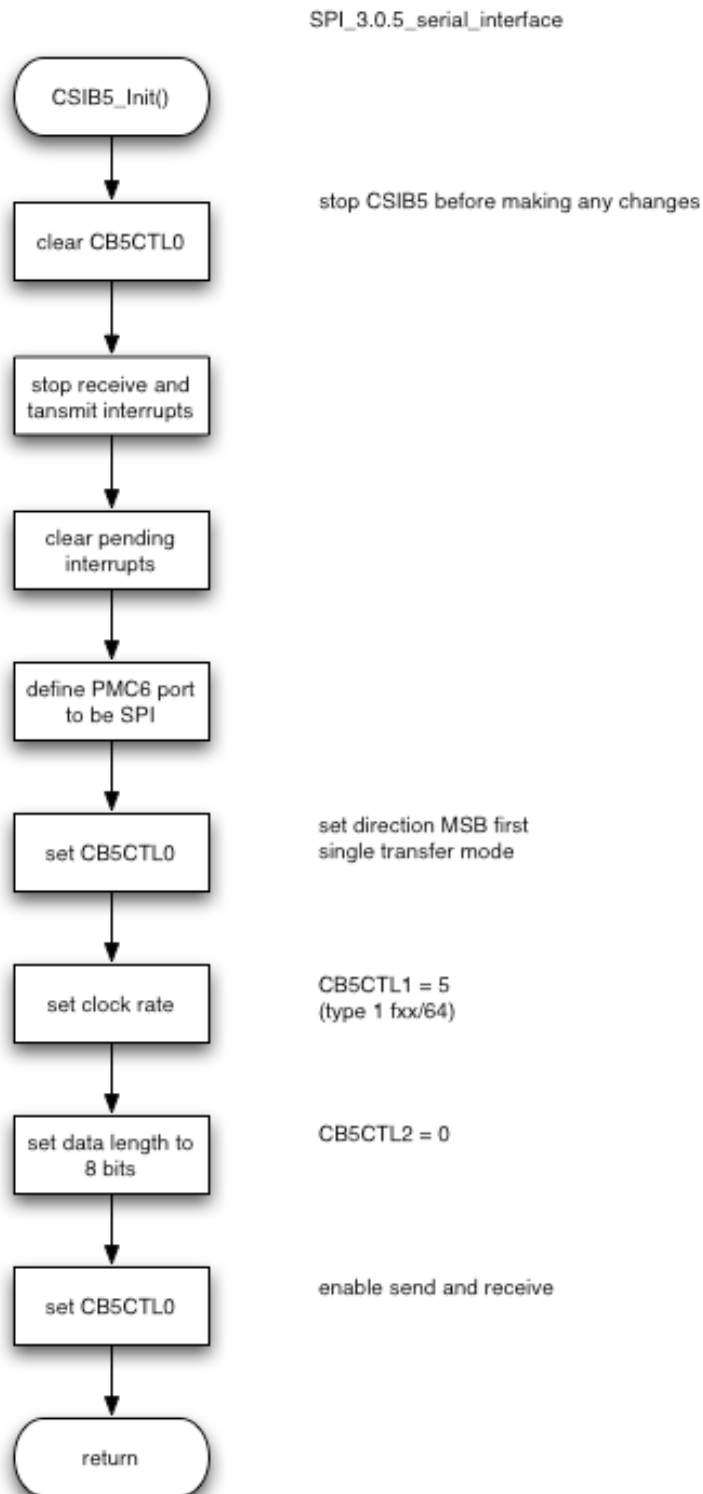 SPI_3.0.5_serial_interface
CSIB5_Init()
stop CSIB5 before making any changes
clear CB5CTL0
stop receive and
tansmit interrupts
clear pending
interrupts
define PMC6 port
to be SPI
set direction MSB first
single transfer mode
set CB5CTL0
CB5CTL1 = 5
(type 1 fxx/64)
set clock rate
CB5CTL2 = 0
set data length to
8 bits
enable send and receive
set CB5CTL0
return